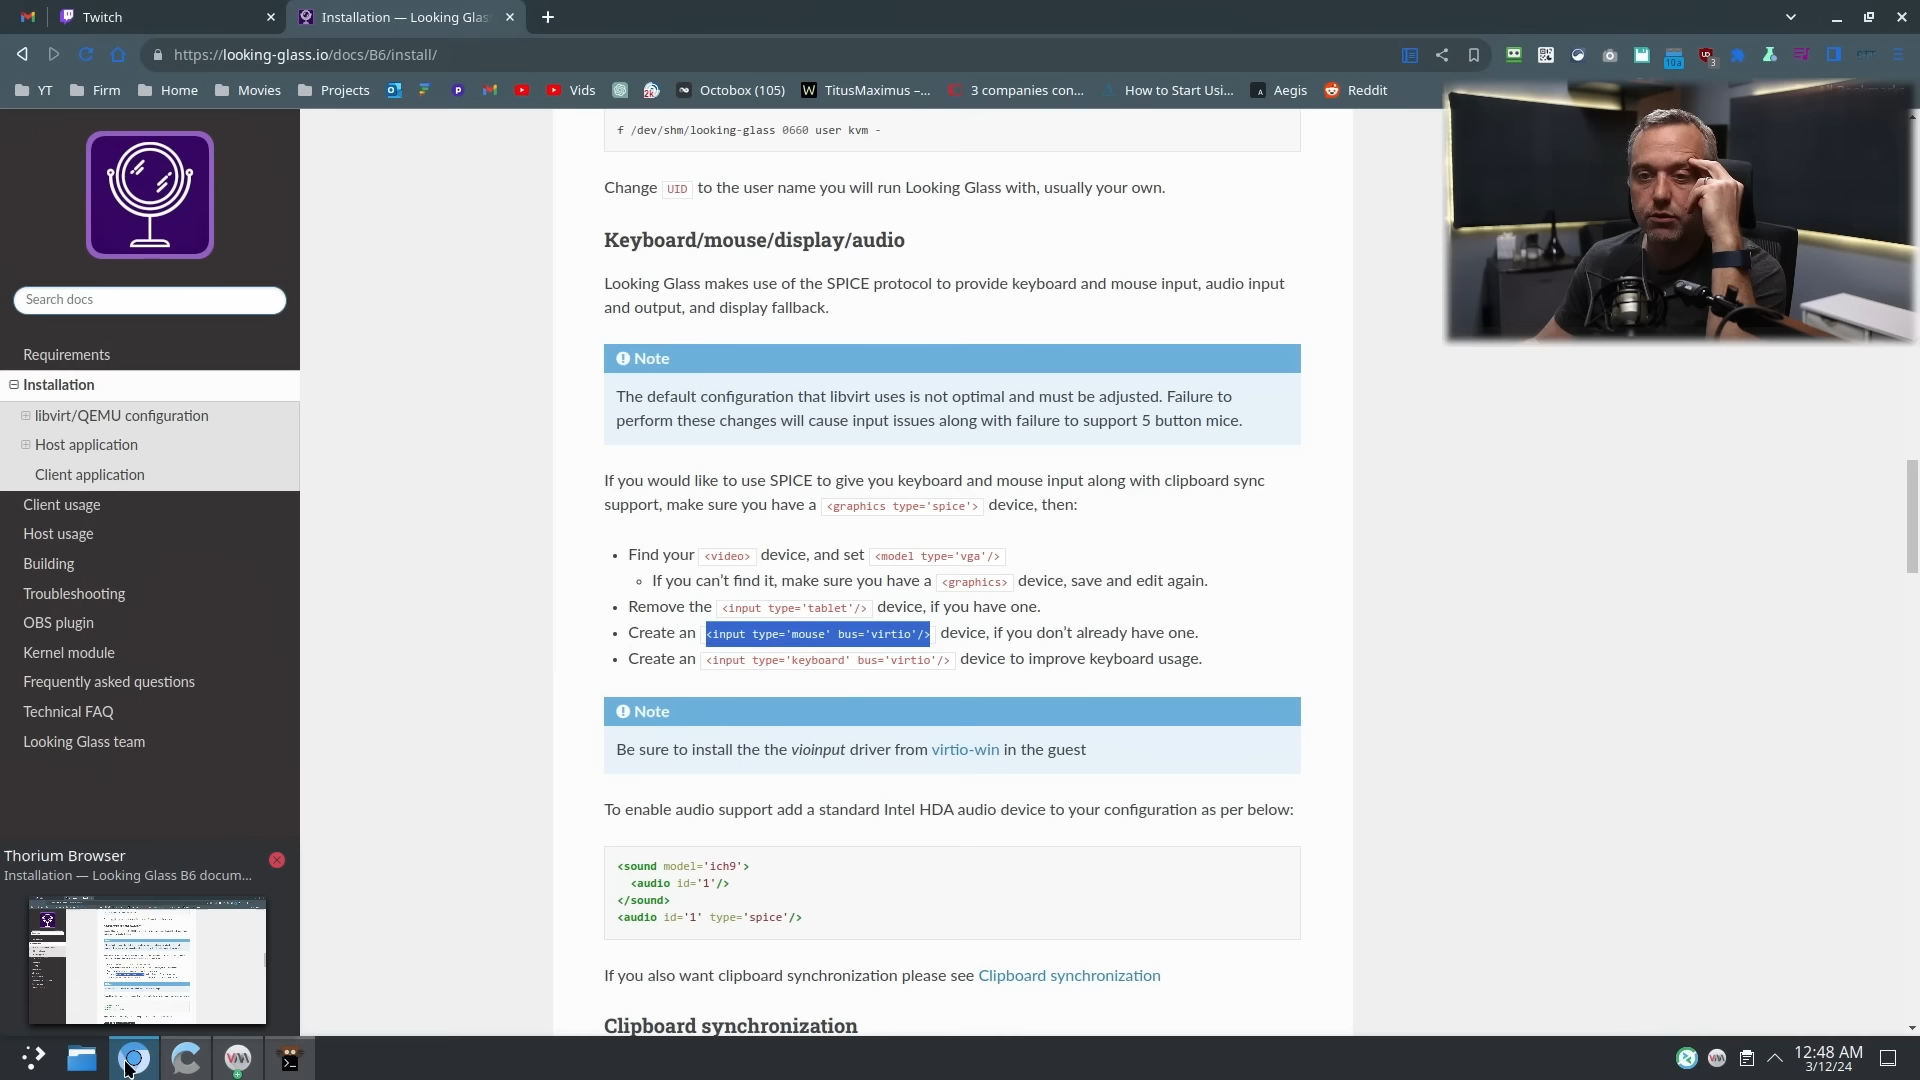 Twitch
Installation — Looking Glas
https://looking-glass.io/docs/B6/install/
YT
Firm
Home
Movies
Projects
Vids
Octobox (105)
TitusMaximus –...
3 companies con...
How to Start Usi...
Aegis
Reddit
10a
3
Search docs
Requirements
Installation
libvirt/QEMU configuration
Host application
Client application
Client usage
Host usage
Building
Troubleshooting
OBS plugin
Kernel module
Frequently asked questions
Technical FAQ
Looking Glass team
f /dev/shm/looking-glass 0660 user kvm -
Change UID to the user name you will run Looking Glass with, usually your own.
Keyboard/mouse/display/audio
Looking Glass makes use of the SPICE protocol to provide keyboard and mouse input, audio input
and output, and display fallback.
Note
The default configuration that libvirt uses is not optimal and must be adjusted. Failure to
perform these changes will cause input issues along with failure to support 5 button mice.
If you would like to use SPICE to give you keyboard and mouse input along with clipboard sync
support, make sure you have a <graphics type='spice'> device, then:
• Find your <video> device, and set <model type='vga'/>
◦ If you can't find it, make sure you have a <graphics> device, save and edit again.
• Remove the <input type='tablet'/> device, if you have one.
• Create an <input type='mouse' bus='virtio'/> device, if you don't already have one.
• Create an <input type='keyboard' bus='virtio'/> device to improve keyboard usage.
Note
Be sure to install the the vioinput driver from virtio-win in the guest
To enable audio support add a standard Intel HDA audio device to your configuration as per below:
<sound model='ich9'>
<audio id='1'/>
</sound>
<audio id='1' type='spice'/>
If you also want clipboard synchronization please see Clipboard synchronization
Clipboard synchronization
Thorium Browser
Installation — Looking Glass B6 docum...
12:48 AM
3/12/24